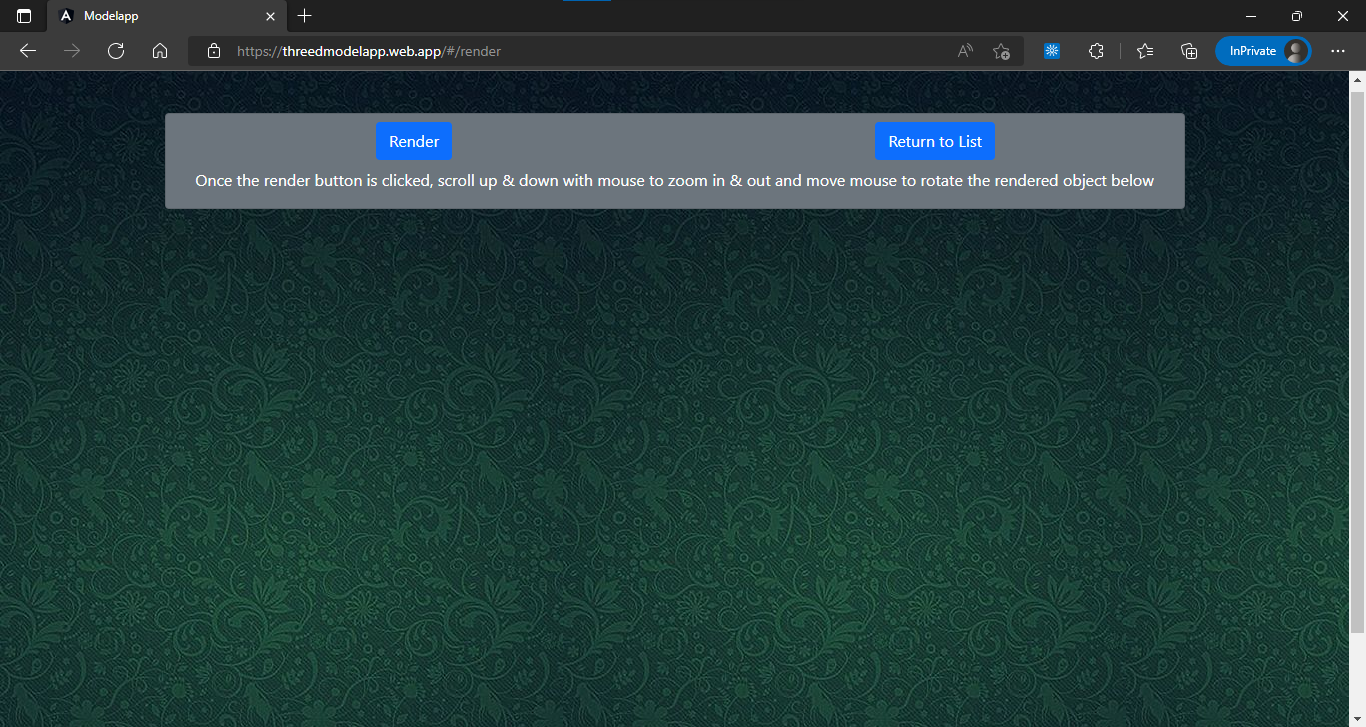 Modelapp
https://threedmodelapp.web.app/#/render
InPrivate
Render
Return to List
Once the render button is clicked, scroll up & down with mouse to zoom in & out and move mouse to rotate the rendered object below